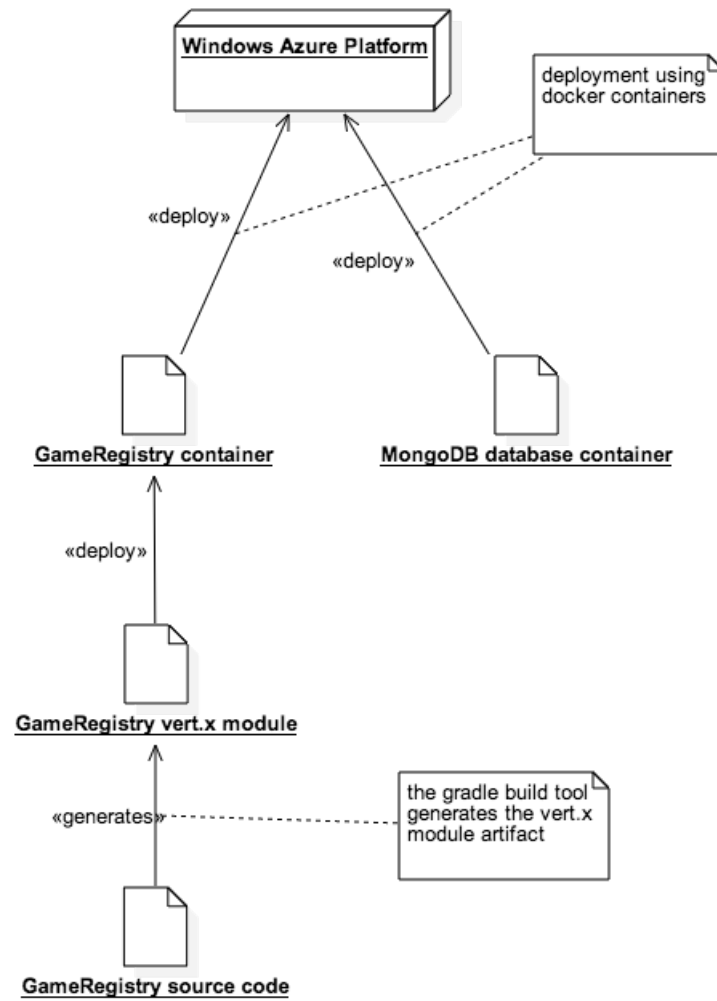 Windows Azure Platform
deployment using
docker containers
«deploy»
«deploy»
GameRegistry container
MongoDB database container
«deploy»
GameRegistry vert.x module
«generates»
the gradle build tool
generates the vert.x
module artifact
GameRegistry source code